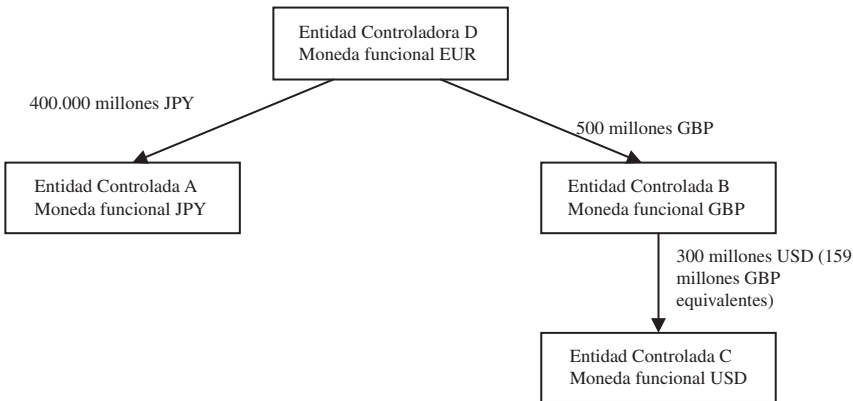 Entidad Controladora D
Moneda funcional EUR
400.000 millones JPY
500 millones GBP
Entidad Controlada A
Moneda funcional JPY
Entidad Controlada B
Moneda funcional GBP
300 millones USD (159
millones GBP
equivalentes)
Entidad Controlada C
Moneda funcional USD